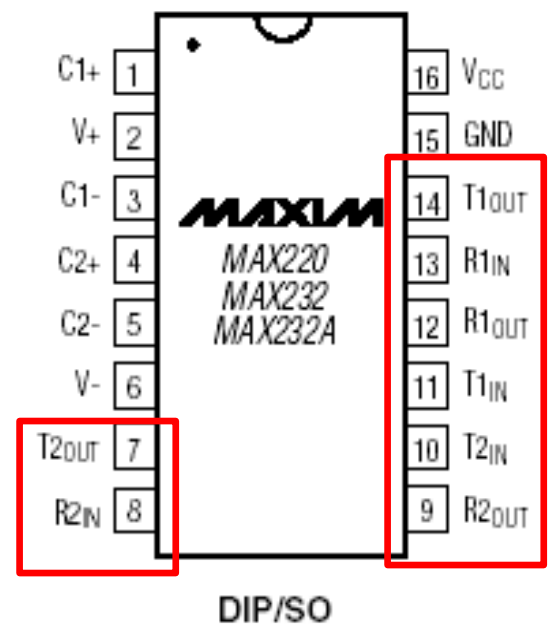 C1+ 1
V+ 2
C1- 3
C2+ 4
C2- 5
V- 6
T2OUT 7
R2IN 8
MAXIM
MAX220
MAX232
MAX232A
16 VCC
15 GND
14 T1OUT
13 R1IN
12 R1OUT
11 T1IN
10 T2IN
9 R2OUT
DIP/SO